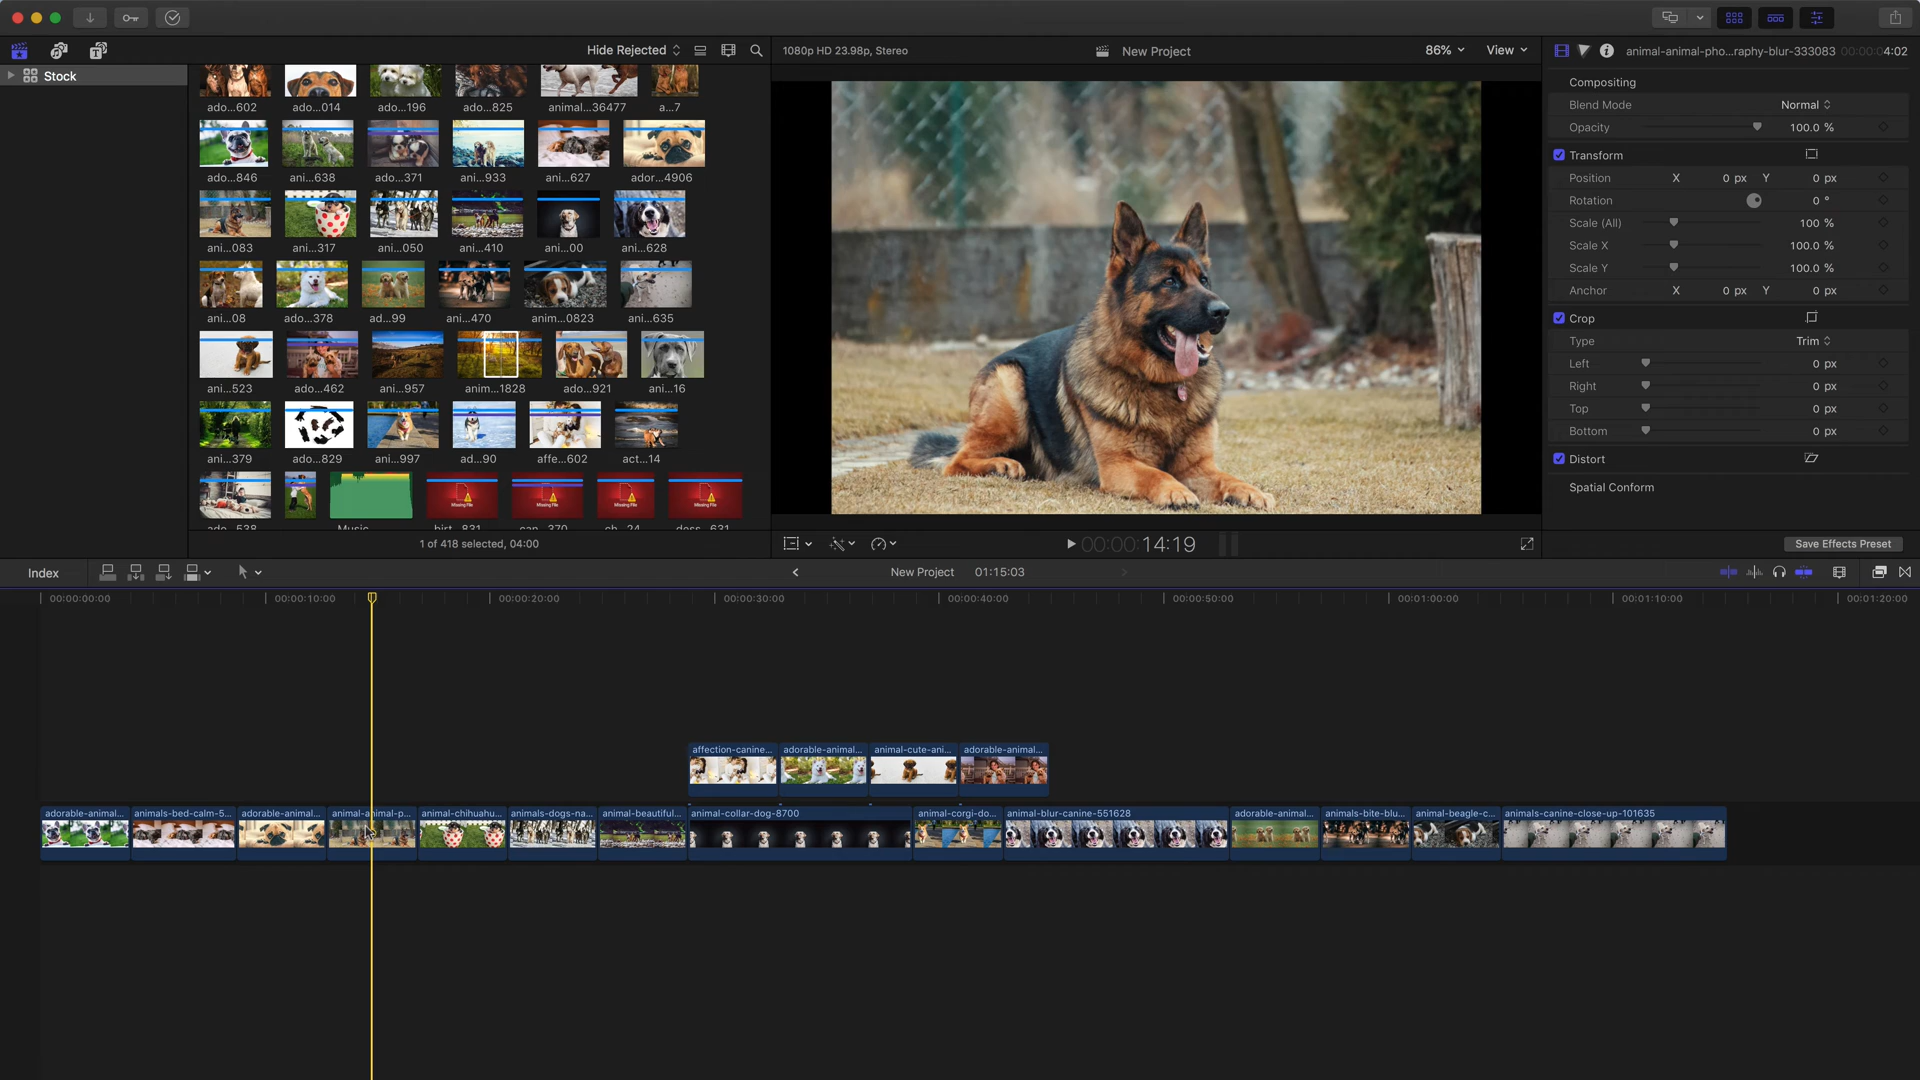 Hide Rejected
1080p HD 23.98p, Stereo
New Project
86%
View
animal-animal-pho...raphy-blur-333083
00:00:04:02
Stock
ado...602
ado...014
ado...196
ado...825
animal...36477
a...7
ado...846
ani...638
ado...371
ani...933
ani...627
ador...4906
ani...083
ani...317
ani...050
ani...410
ani...00
ani...628
ani...08
ado...378
ad...99
ani...470
anim...0823
ani...635
ani...523
ado...462
ani...957
anim...1828
ado...921
ani...16
ani...379
ado...829
ani...997
ad...90
affe...602
act...14
Missing File
Missing File
Missing File
Missing File
ado...538
Music
birt...831
can...370
ch...24
dess...631
1 of 418 selected, 04:00
00:00:14:19
Compositing
Blend Mode
Normal
Opacity
100.0 %
Transform
Position X 0 px Y 0 px
Rotation 0 °
Scale (All) 100 %
Scale X 100.0 %
Scale Y 100.0 %
Anchor X 0 px Y 0 px
Crop
Type Trim
Left 0 px
Right 0 px
Top 0 px
Bottom 0 px
Distort
Spatial Conform
Save Effects Preset
Index
New Project 01:15:03
00:00:00:00
00:00:10:00
00:00:20:00
00:00:30:00
00:00:40:00
00:00:50:00
00:01:00:00
00:01:10:00
00:01:20:00
affection-canine...
adorable-animal...
animal-cute-ani...
adorable-animal...
adorable-animal...
animals-bed-calm-5...
adorable-animal...
animal-animal-p...
animal-chihuahu...
animals-dogs-na...
animal-beautiful...
animal-collar-dog-8700
animal-corgi-do...
animal-blur-canine-551628
adorable-animal...
animals-bite-blu...
animal-beagle-c...
animals-canine-close-up-101635